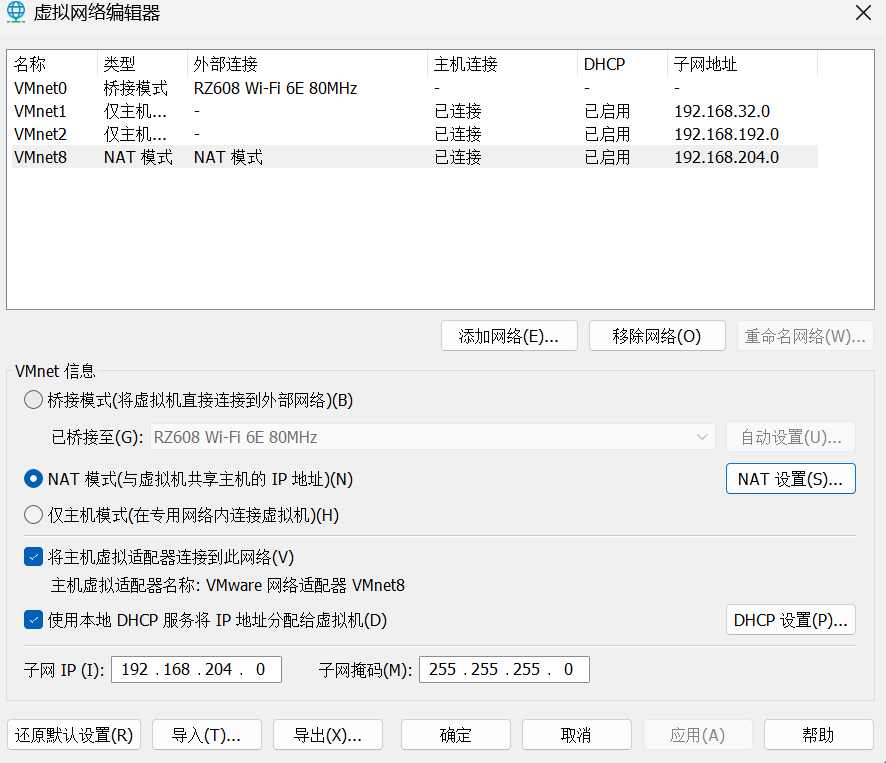 虚拟网络编辑器
名称 类型 外部连接 主机连接 DHCP 子网地址
VMnet0 桥接模式 RZ608 Wi-Fi 6E 80MHz - - -
VMnet1 仅主机... - 已连接 已启用 192.168.32.0
VMnet2 仅主机... - 已连接 已启用 192.168.192.0
VMnet8 NAT 模式 NAT 模式 已连接 已启用 192.168.204.0
添加网络(E)... 移除网络(O) 重命名网络(W)...
VMnet 信息
桥接模式(将虚拟机直接连接到外部网络)(B)
已桥接至(G): RZ608 Wi-Fi 6E 80MHz 自动设置(U)...
NAT 模式(与虚拟机共享主机的 IP 地址)(N) NAT 设置(S)...
仅主机模式(在专用网络内连接虚拟机)(H)
将主机虚拟适配器连接到此网络(V)
主机虚拟适配器名称: VMware 网络适配器 VMnet8
使用本地 DHCP 服务将 IP 地址分配给虚拟机(D) DHCP 设置(P)...
子网 IP (I): 192 . 168 . 204 . 0 子网掩码(M): 255 . 255 . 255 . 0
还原默认设置(R) 导入(T)... 导出(X)... 确定 取消 应用(A) 帮助